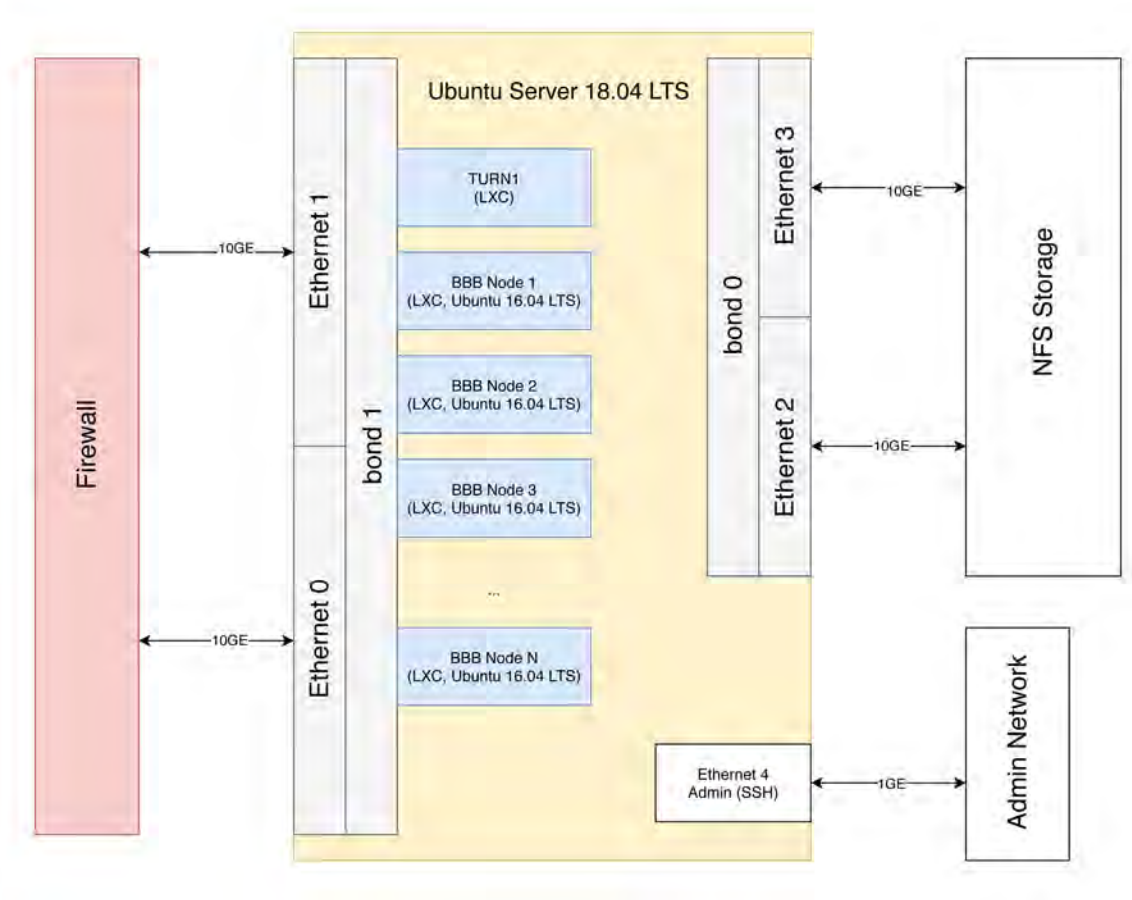 Ubuntu Server 18.04 LTS
Firewall
10GE
10GE
Ethernet 1
Ethernet 0
bond 1
TURN1
(LXC)
BBB Node 1
(LXC, Ubuntu 16.04 LTS)
BBB Node 2
(LXC, Ubuntu 16.04 LTS)
BBB Node 3
(LXC, Ubuntu 16.04 LTS)
...
BBB Node N
(LXC, Ubuntu 16.04 LTS)
bond 0
Ethernet 3
Ethernet 2
10GE
10GE
NFS Storage
Ethernet 4
Admin (SSH)
1GE
Admin Network